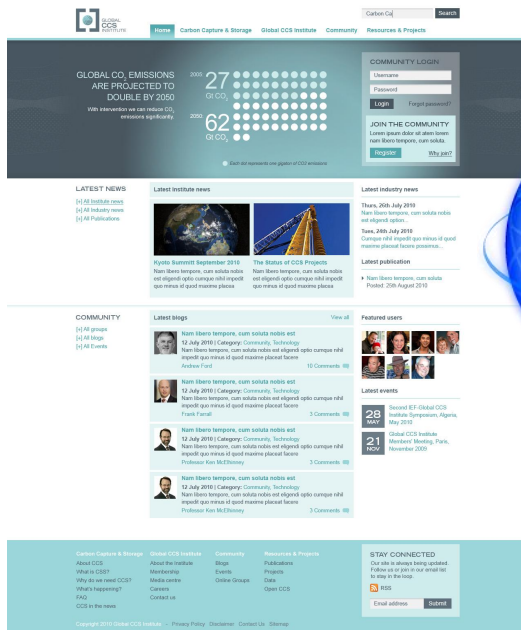 GLOBAL
CCS
INSTITUTE
Carbon Ca
Search
Home
Carbon Capture & Storage
Global CCS Institute
Community
Resources & Projects
GLOBAL CO2 EMISSIONS
ARE PROJECTED TO
DOUBLE BY 2050
With intervention we can reduce CO2
emissions significantly.
2005
27
Gt CO2
2050
62
Gt CO2
Each dot represents one gigaton of CO2 emissions
COMMUNITY LOGIN
Username
Password
Login
Forgot password?
JOIN THE COMMUNITY
Lorem ipsum dolor sit atem lorem
nam libero tempore, cum soluta.
Register
Why join?
LATEST NEWS
[+] All Institute news
[+] All Industry news
[+] All Publications
Latest Institute news
Kyoto Summitt September 2010
Nam libero tempore, cum soluta nobis
est eligendi optio cumque nihil impedit
quo minus id quod maxime.
The Status of CCS Projects
Nam libero tempore, cum soluta nobis
est eligendi optio cumque nihil impedit
quo minus id quod maxime.
Latest industry news
Thurs, 26th July 2010
Nam libero tempore, cum soluta nobis
est eligendi option...
Tues, 24th July 2010
Cumque nihil impedit quo minus id quod
maxime placeat facere possimus...
Latest publication
Nam libero tempore, cum soluta
Posted: 25th August 2010
COMMUNITY
[+] All groups
[+] All blogs
[+] All Events
Latest blogs
View all
Nam libero tempore, cum soluta nobis est
12 July 2010 | Category: Community, Technology
Nam libero tempore, cum soluta nobis est eligendi optio cumque nihil
impedit quo minus id quod maxime placeat facere
Andrew Ford
10 Comments
Nam libero tempore, cum soluta nobis est
12 July 2010 | Category: Community, Technology
Nam libero tempore, cum soluta nobis est eligendi optio cumque nihil
impedit quo minus id quod maxime placeat facere
Frank Farrall
3 Comments
Nam libero tempore, cum soluta nobis est
12 July 2010 | Category: Community, Technology
Nam libero tempore, cum soluta nobis est eligendi optio cumque nihil
impedit quo minus id quod maxime placeat facere
Professor Ken McElhinney
3 Comments
Nam libero tempore, cum soluta nobis est
12 July 2010 | Category: Community, Technology
Nam libero tempore, cum soluta nobis est eligendi optio cumque nihil
impedit quo minus id quod maxime placeat facere
Professor Ken McElhinney
3 Comments
Featured users
Latest events
28
MAY
Second IEF-Global CCS
Institute Symposium, Algeria,
May 2010
21
NOV
Global CCS Institute
Members' Meeting, Paris,
November 2009
Carbon Capture & Storage
About CCS
What is CSS?
Why do we need CCS?
What's happening?
FAQ
CCS in the news
Global CCS Institute
About the Institute
Membership
Media centre
Careers
Contact us
Community
Blogs
Events
Online Groups
Resources & Projects
Publications
Projects
Data
Open CCS
STAY CONNECTED
Our site is always being updated.
Follow us or join in our email list
to stay in the loop.
RSS
Email address
Submit
Copyright 2010 Global CCS Institute - Privacy Policy Disclaimer Contact Us Sitemap